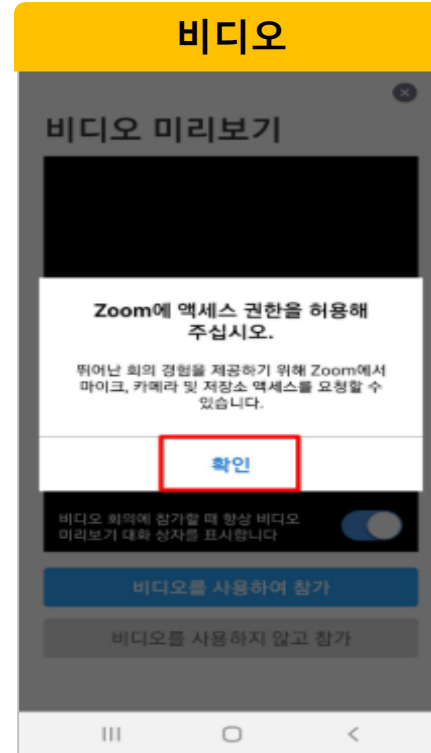 비디오
비디오 미리보기
Zoom에 액세스 권한을 허용해
주십시오.
뛰어난 회의 경험을 제공하기 위해 Zoom에서
마이크, 카메라 및 저장소 액세스를 요청할 수
있습니다.
확인
비디오 회의에 참가할 때 항상 비디오
미리보기 대화 상자를 표시합니다
비디오를 사용하여 참가
비디오를 사용하지 않고 참가